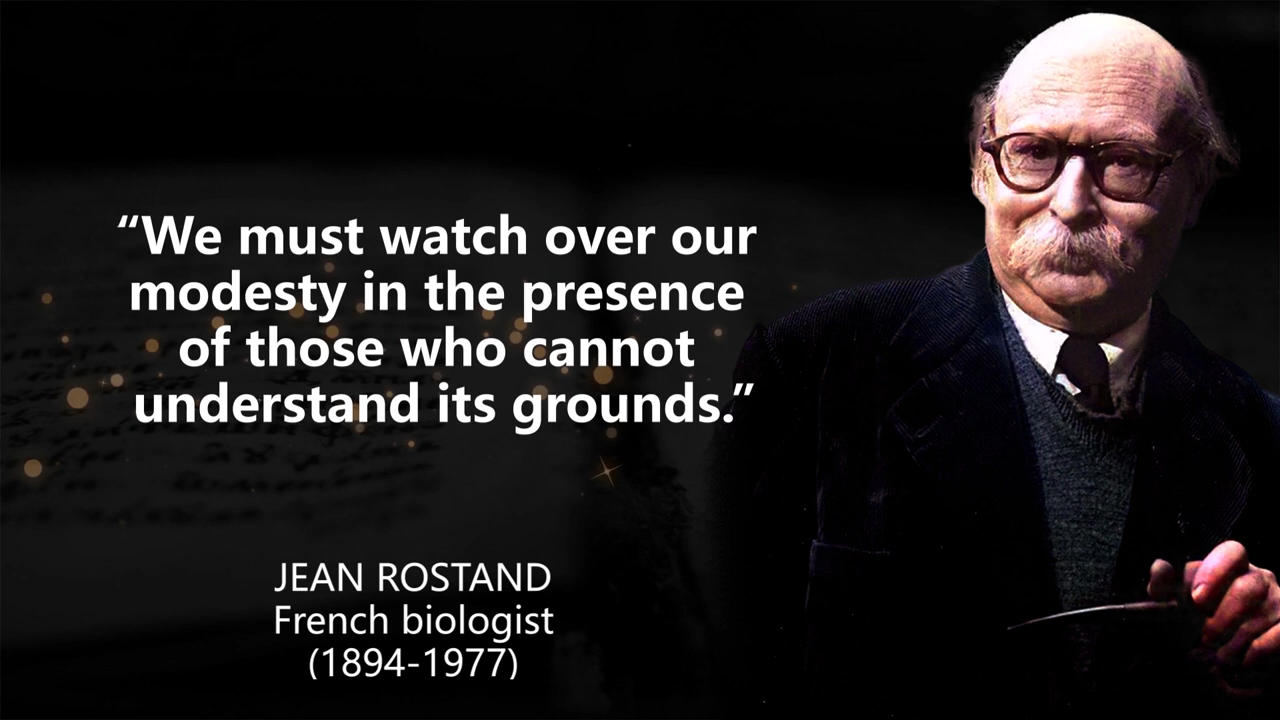 “We must watch over our
modesty in the presence
of those who cannot
understand its grounds.”
JEAN ROSTAND
French biologist
(1894-1977)